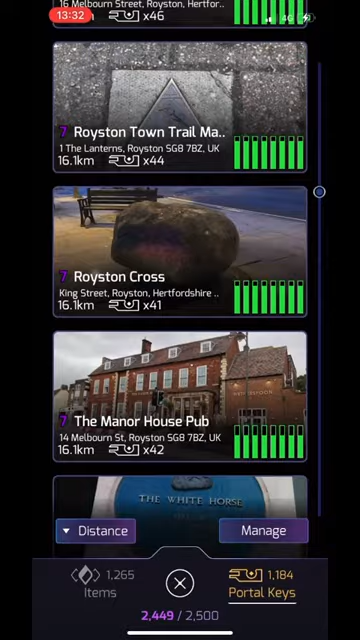 16 Melbourn Street, Royston, Hertfor..
13:32
4G
x46
7 Royston Town Trail Ma..
1 The Lanterns, Royston SG8 7BZ, UK
16.1km x44
7 Royston Cross
King Street, Royston, Hertfordshire ..
16.1km x41
7 The Manor House Pub
14 Melbourn St, Royston SG8 7BZ, UK
16.1km x42
THE WHITE HORSE
Distance
Manage
1,265
Items
1,184
Portal Keys
2,449 / 2,500